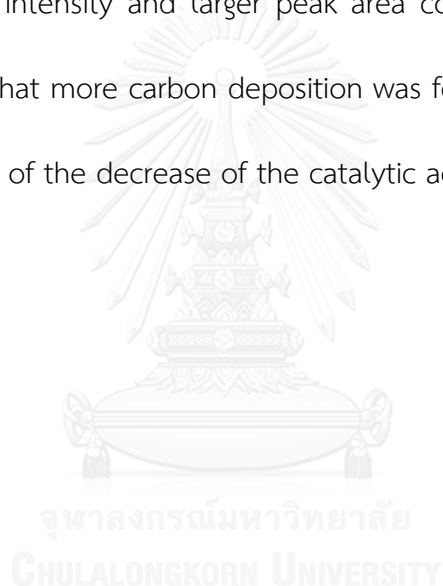 intensity and larger peak area co
hat more carbon deposition was fo
of the decrease of the catalytic a
จุฬาลงกรณ์มหาวิทยาลัย
CHULALONGKORN UNIVERSITY